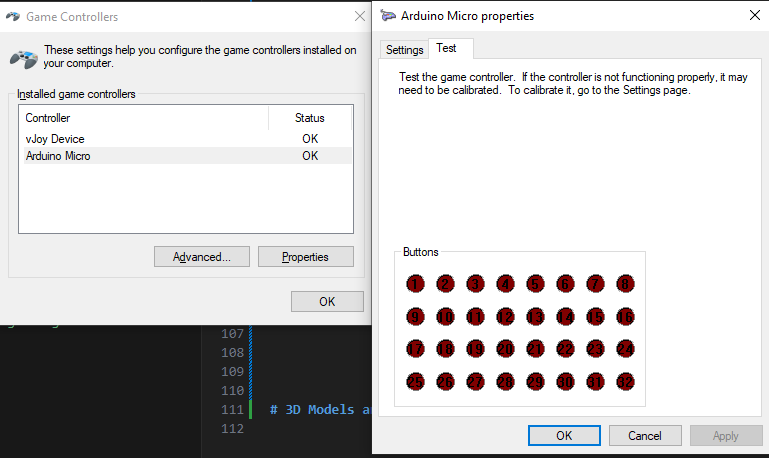 Game Controllers
These settings help you configure the game controllers installed on
your computer.
Installed game controllers
Controller Status
vJoy Device OK
Arduino Micro OK
Advanced...
Properties
OK
107
108
109
110
111 # 3D Models a
112
Arduino Micro properties
Settings
Test
Test the game controller. If the controller is not functioning properly, it may
need to be calibrated. To calibrate it, go to the Settings page.
Buttons
1 2 3 4 5 6 7 8
9 10 11 12 13 14 15 16
17 18 19 20 21 22 23 24
25 26 27 28 29 30 31 32
OK
Cancel
Apply